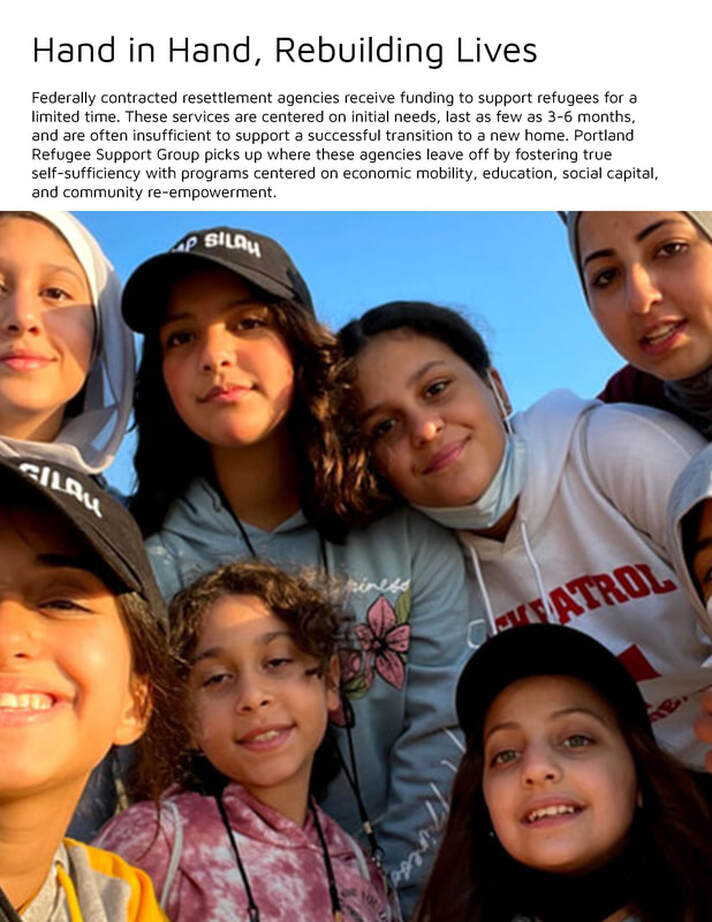 Hand in Hand, Rebuilding Lives
Federally contracted resettlement agencies receive funding to support refugees for a
limited time. These services are centered on initial needs, last as few as 3-6 months,
and are often insufficient to support a successful transition to a new home. Portland
Refugee Support Group picks up where these agencies leave off by fostering true
self-sufficiency with programs centered on economic mobility, education, social capital,
and community re-empowerment.
SILAH
SILAH